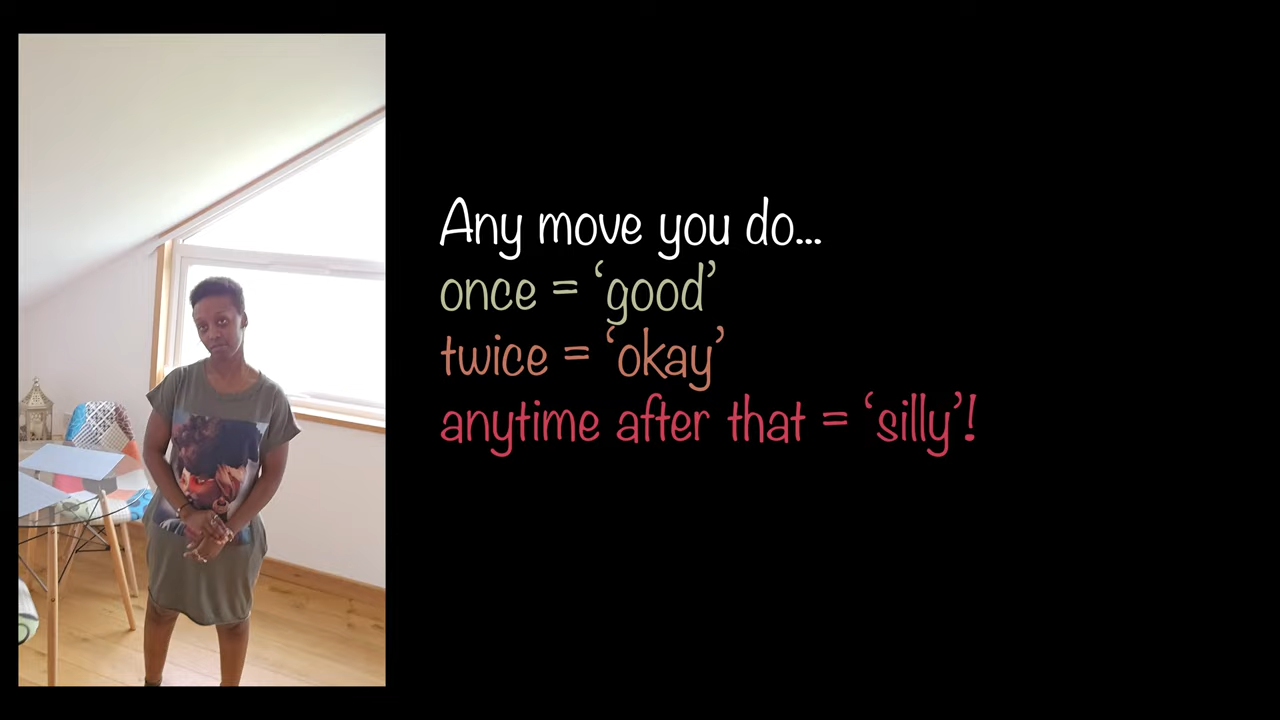 Any move you do...
once = ‘good’
twice = ‘okay’
anytime after that = ‘silly’!